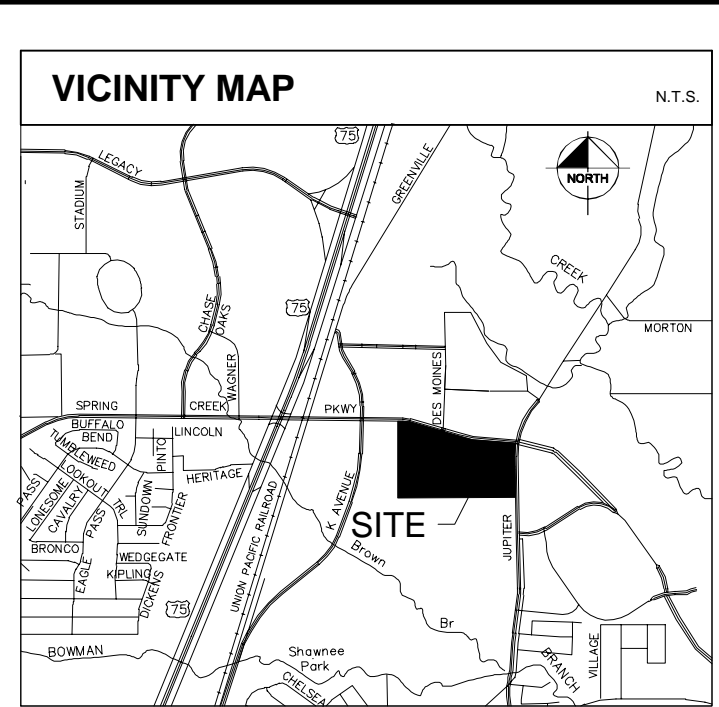 VICINITY MAP
N.T.S.
75
LEGACY
GREENVILLE
STADIUM
NORTH
CREEK
CHASE
OAKS
75
MORTON
WAGNER
DES MOINES
SPRING
CREEK
PKWY
BUFFALO
BEND
LINCOLN
TUMBLEWEED
PINTO
LOOKOUT
TRL
HERITAGE
PASS
LONESOME
CAVALRY
PASS
SUNDOWN
FRONTIER
K AVENUE
SITE
UNION PACIFIC RAILROAD
JUPITER
BRONCO
EAGLE
WEDGEGATE
KIPLING
DICKENS
Brown
75
Br
BOWMAN
Shawnee
Park
CHELSEA
BRANCH
VILLAGE